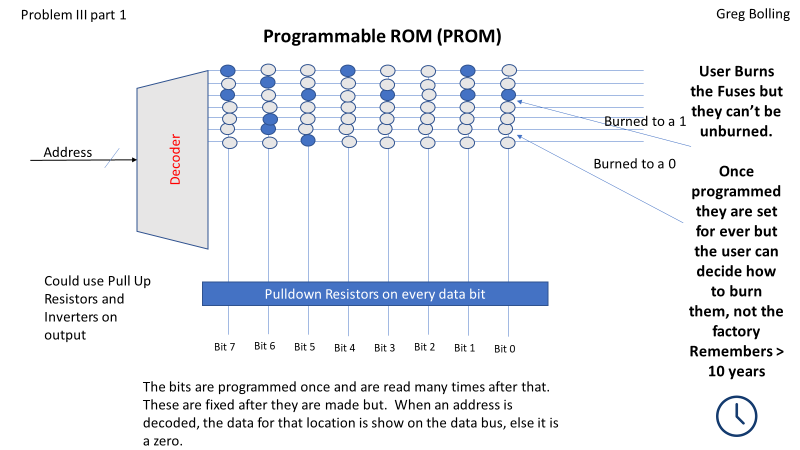 Problem III part 1
Greg Bolling
Programmable ROM (PROM)
User Burns
the Fuses but
they can't be
unburned.
Burned to a 1
Address
Decoder
Burned to a 0
Once
programmed
they are set
for ever but
the user can
decide how
to burn
them, not the
factory
Remembers >
10 years
Could use Pull Up
Resistors and
Inverters on
output
Pulldown Resistors on every data bit
Bit 7 Bit 6 Bit 5 Bit 4 Bit 3 Bit 2 Bit 1 Bit 0
The bits are programmed once and are read many times after that.
These are fixed after they are made but.  When an address is
decoded, the data for that location is show on the data bus, else it is
a zero.